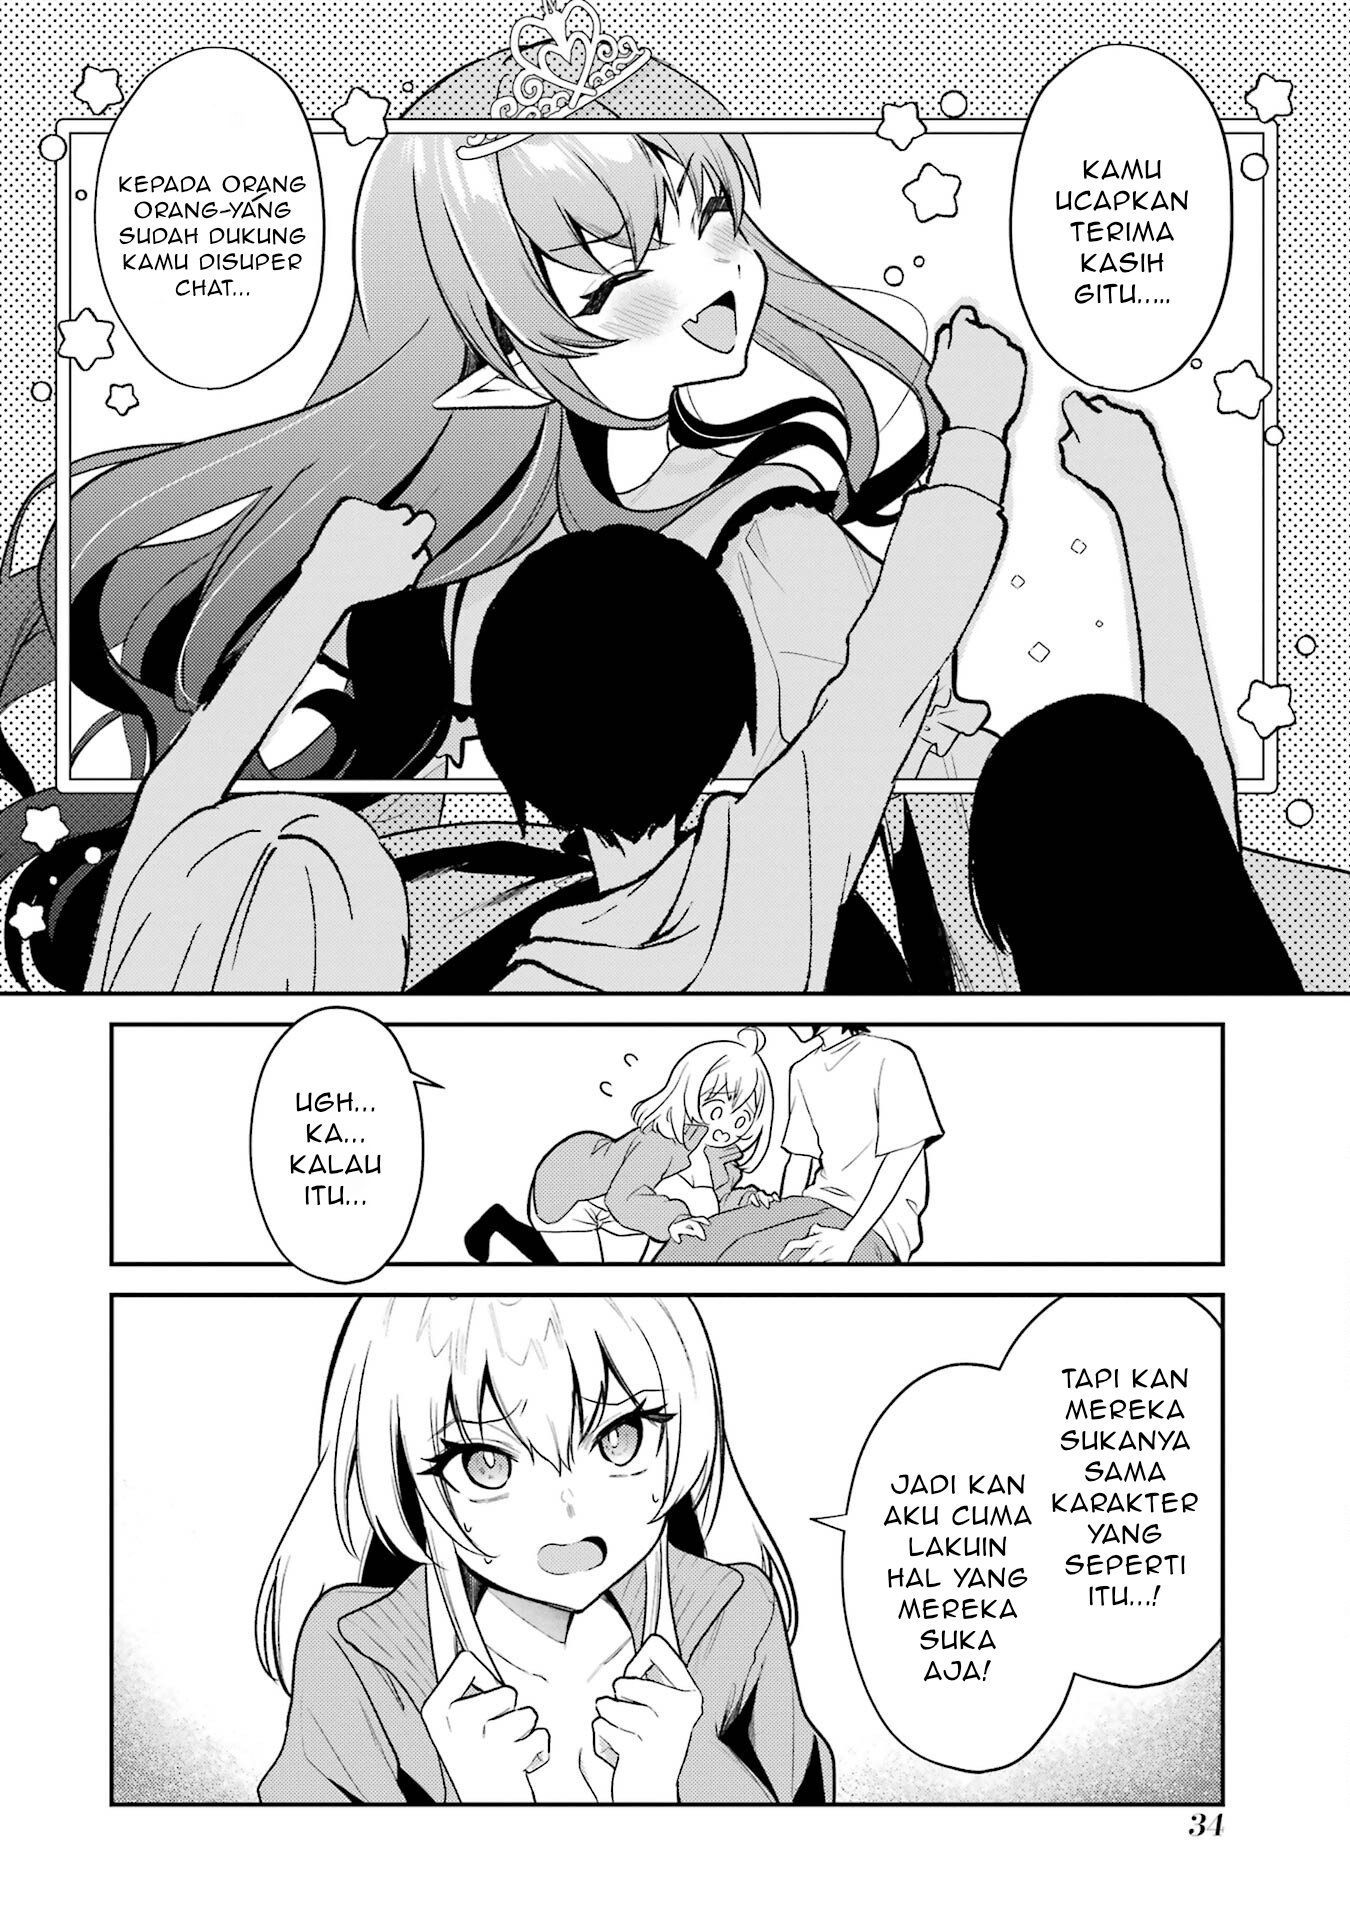 KAMU
UCAPKAN
TERIMA
KASIH
GITU.....
KEPADA ORANG
ORANG-YANG
SUDAH DUKUNG
KAMU DISUPER
CHAT...
UGH...
KA...
KALAU
ITU...
TAPI KAN
MEREKA
SUKANYA
SAMA
KARAKTER
YANG
SEPERTI
ITU...!
JADI KAN
AKU CUMA
LAKUIN
HAL YANG
MEREKA
SUKA
AJA!
34